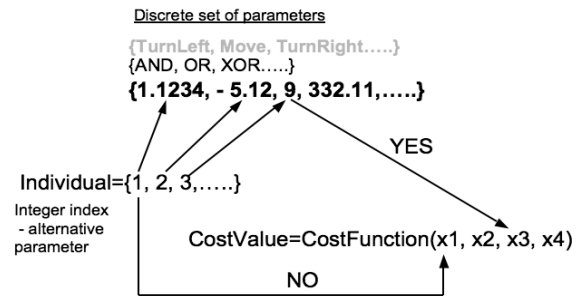 Discrete set of parameters
{TurnLeft, Move, TurnRight.....}
{AND, OR, XOR.....}
{1.1234, - 5.12, 9, 332.11,.....}
YES
Individual={1, 2, 3,.....}
Integer index
- alternative
parameter
CostValue=CostFunction(x1, x2, x3, x4)
NO